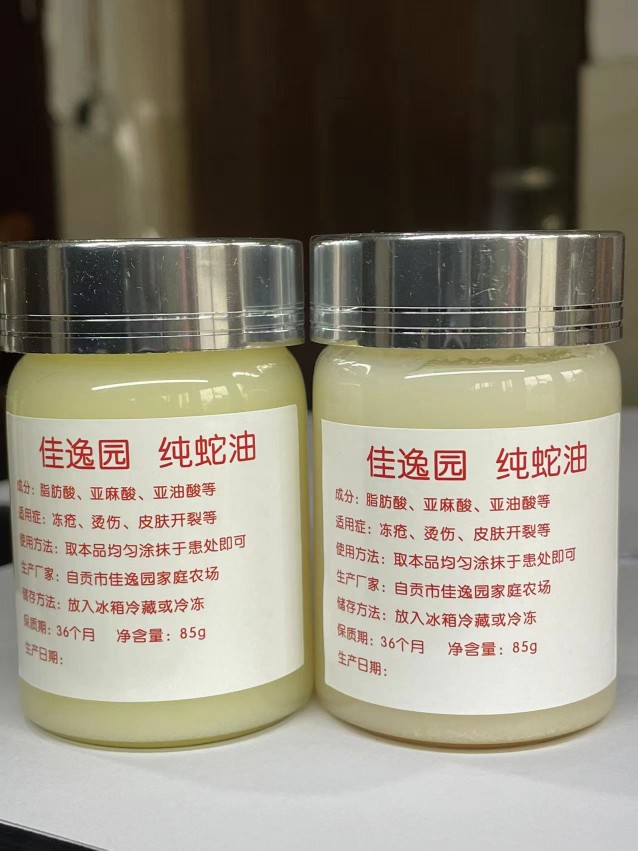 佳逸园 纯蛇油
成分：脂肪酸、亚麻酸、亚油酸等
适用症：冻疮、烫伤、皮肤开裂等
使用方法：取本品均匀涂抹于患处即可
生产厂家：自贡市佳逸园家庭农场
储存方法：放入冰箱冷藏或冷冻
保质期：36个月 净含量：85g
生产日期：
佳逸园 纯蛇油
成分：脂肪酸、亚麻酸、亚油酸等
适用症：冻疮、烫伤、皮肤开裂等
使用方法：取本品均匀涂抹于患处即可
生产厂家：自贡市佳逸园家庭农场
储存方法：放入冰箱冷藏或冷冻
保质期：36个月 净含量：85g
生产日期：